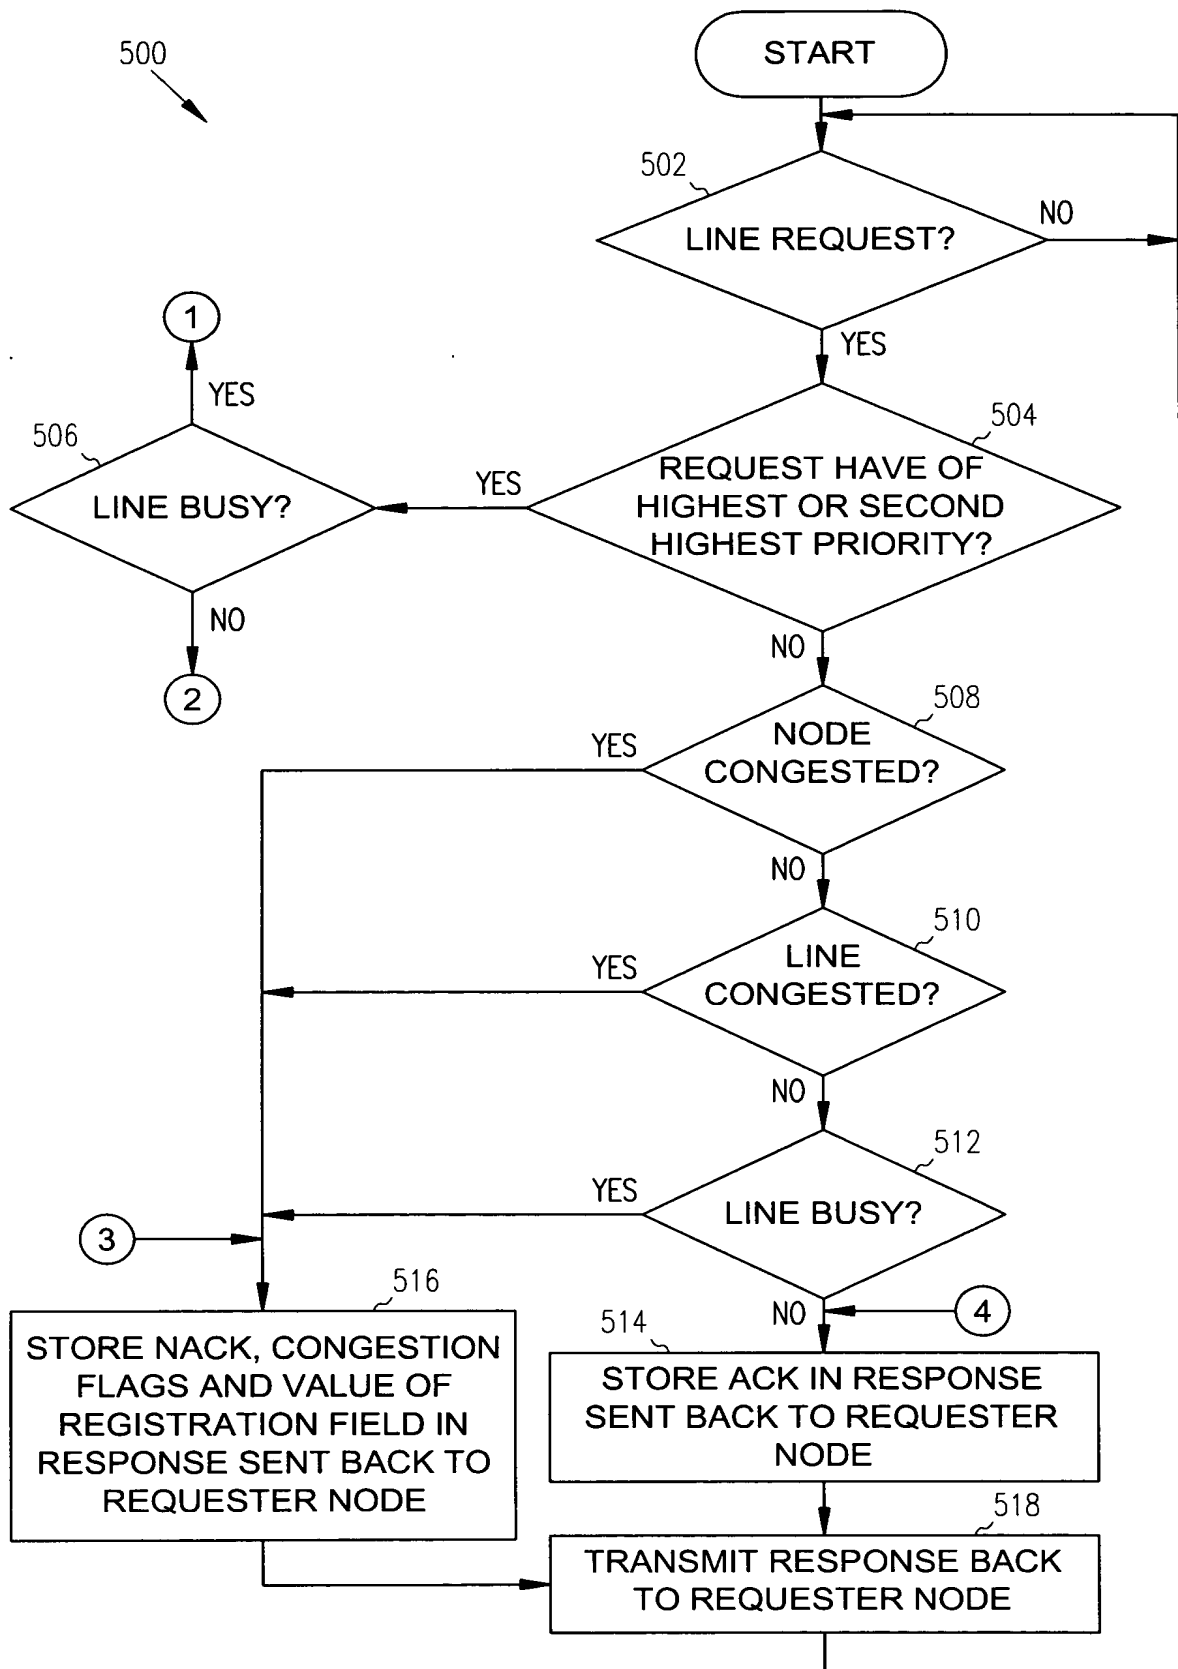 500
START
502
LINE REQUEST?
NO
YES
1
YES
506
LINE BUSY?
NO
2
504
REQUEST HAVE OF
HIGHEST OR SECOND
HIGHEST PRIORITY?
YES
NO
508
NODE
CONGESTED?
YES
NO
510
LINE
CONGESTED?
YES
NO
512
LINE BUSY?
YES
NO
3
4
516
STORE NACK, CONGESTION
FLAGS AND VALUE OF
REGISTRATION FIELD IN
RESPONSE SENT BACK TO
REQUESTER NODE
514
STORE ACK IN RESPONSE
SENT BACK TO REQUESTER
NODE
518
TRANSMIT RESPONSE BACK
TO REQUESTER NODE